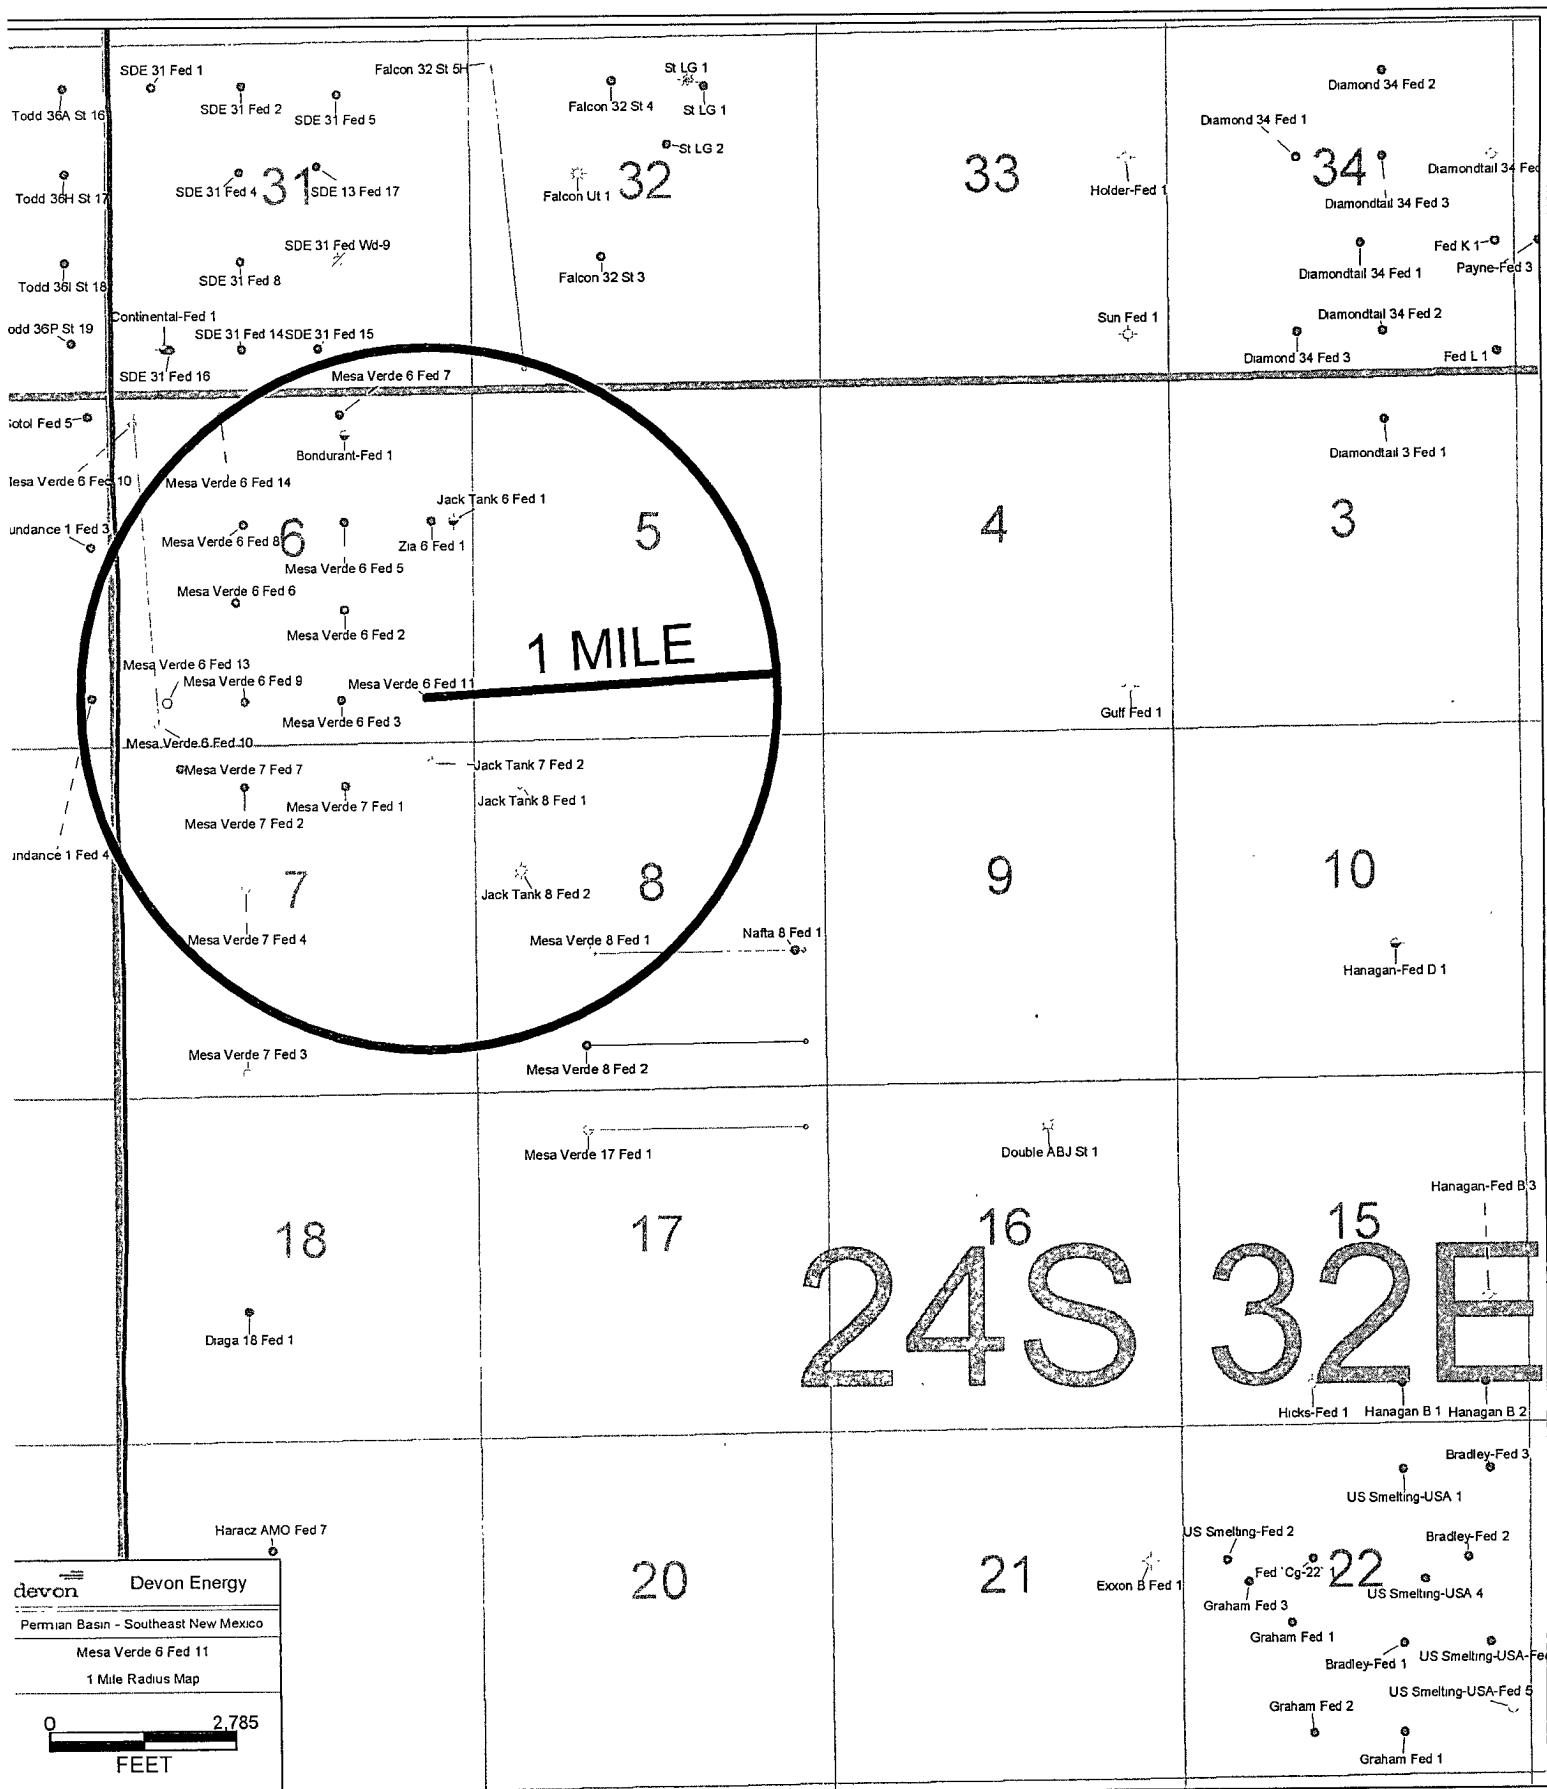 SDE 31 Fed 1
Falcon 32 St 5H
St LG 1
Diamond 34 Fed 2
Todd 36A St 16
SDE 31 Fed 2
SDE 31 Fed 5
Falcon 32 St 4
St LG 1
Diamond 34 Fed 1
St LG 2
31
32
33
34
Diamondtail 34 Fed
Todd 36H St 17
SDE 31 Fed 4
SDE 13 Fed 17
Falcon Ut 1
Holder-Fed 1
Diamondtail 34 Fed 3
SDE 31 Fed Wd-9
Fed K 1
Payne-Fed 3
Todd 36I St 18
SDE 31 Fed 8
Falcon 32 St 3
Diamondtail 34 Fed 1
Continental-Fed 1
Sun Fed 1
Diamondtail 34 Fed 2
odd 36P St 19
SDE 31 Fed 14
SDE 31 Fed 15
SDE 31 Fed 16
Mesa Verde 6 Fed 7
Diamond 34 Fed 3
Fed L 1
Sotol Fed 5
Bondurant-Fed 1
Diamondtail 3 Fed 1
Mesa Verde 6 Fed 10
Mesa Verde 6 Fed 14
Jack Tank 6 Fed 1
undance 1 Fed 3
Mesa Verde 6 Fed 8
6
Zia 6 Fed 1
5
4
3
Mesa Verde 6 Fed 5
Mesa Verde 6 Fed 6
Mesa Verde 6 Fed 2
1 MILE
Mesa Verde 6 Fed 13
Mesa Verde 6 Fed 9
Mesa Verde 6 Fed 11
Mesa Verde 6 Fed 3
Gulf Fed 1
Mesa Verde 6 Fed 10
Mesa Verde 7 Fed 7
Jack Tank 7 Fed 2
Mesa Verde 7 Fed 1
Jack Tank 8 Fed 1
Mesa Verde 7 Fed 2
undance 1 Fed 4
7
8
9
10
Jack Tank 8 Fed 2
Mesa Verde 7 Fed 4
Mesa Verde 8 Fed 1
Nafta 8 Fed 1
Hanagan-Fed D 1
Mesa Verde 7 Fed 3
Mesa Verde 8 Fed 2
Mesa Verde 17 Fed 1
Double ABJ St 1
Hanagan-Fed B 3
18
17
16
15
24S 32E
Diaga 18 Fed 1
Hicks-Fed 1
Hanagan B 1
Hanagan B 2
Bradley-Fed 3
US Smelting-USA 1
Haracz AMO Fed 7
US Smelting-Fed 2
Bradley-Fed 2
20
21
22
Exxon B Fed 1
Fed 'Cg-22' 1
US Smelting-USA 4
Graham Fed 3
Graham Fed 1
Bradley-Fed 1
US Smelting-USA-Fe
US Smelting-USA-Fed 5
Graham Fed 2
Graham Fed 1
devon
Devon Energy
Permian Basin - Southeast New Mexico
Mesa Verde 6 Fed 11
1 Mile Radius Map
0 2,785
FEET